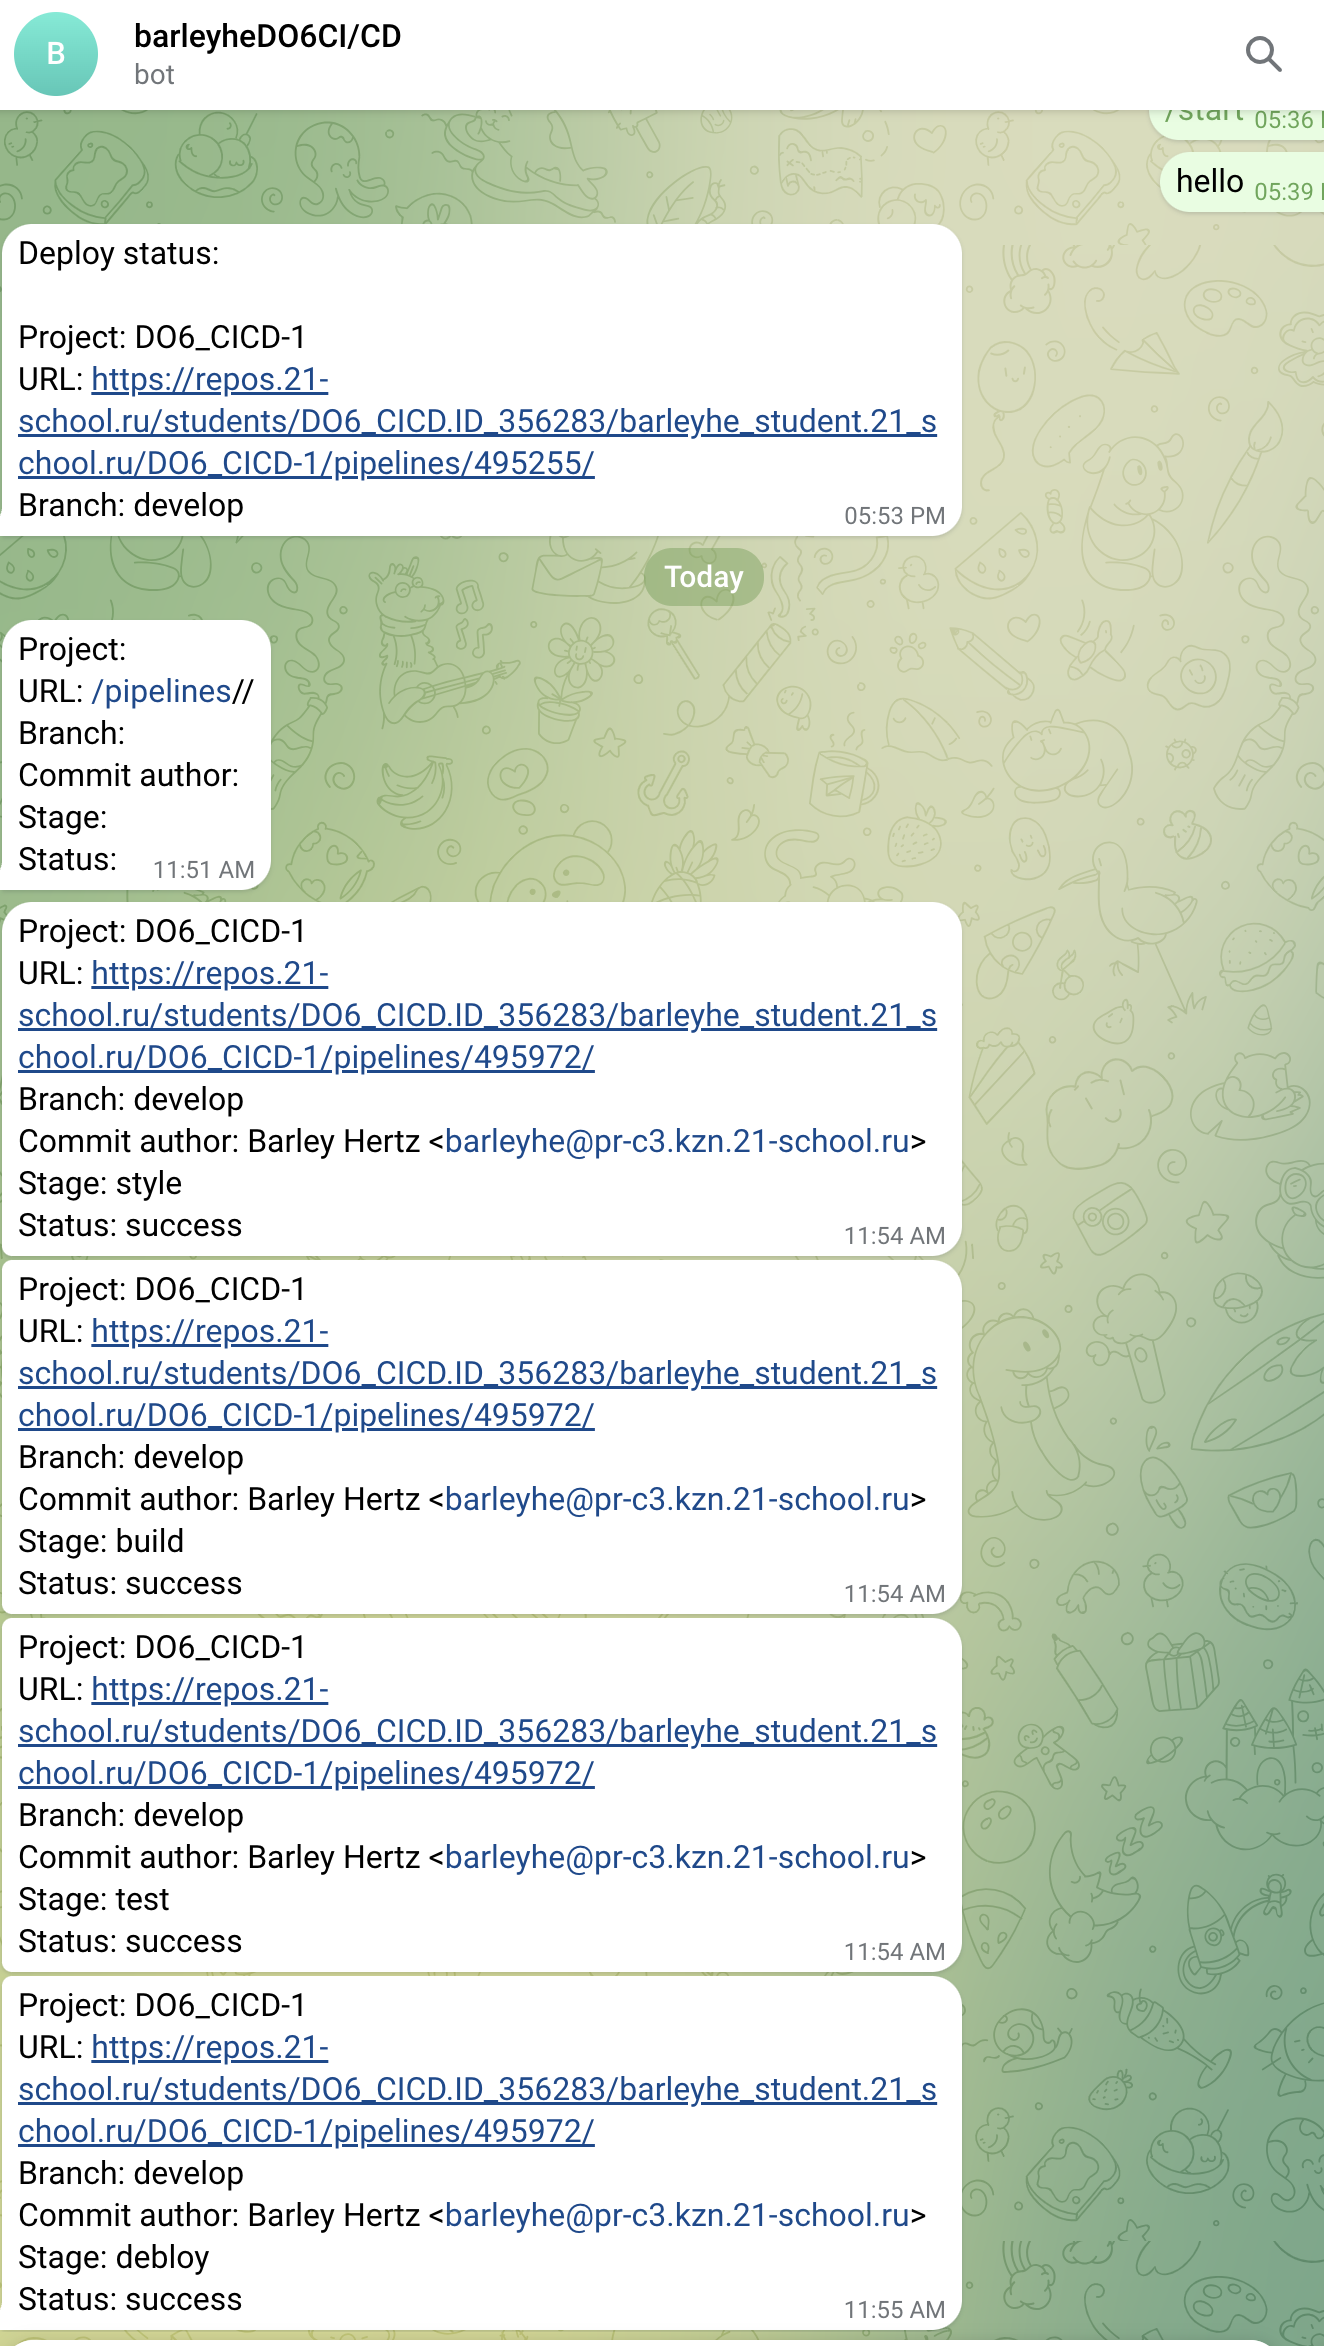 B
barleyheDO6CI/CD
bot
/start 05:36
hello 05:39
Deploy status:
Project: DO6_CICD-1
URL: https://repos.21-
school.ru/students/DO6_CICD.ID_356283/barleyhe_student.21_s
chool.ru/DO6_CICD-1/pipelines/495255/
Branch: develop
05:53 PM
Today
Project:
URL: /pipelines//
Branch:
Commit author:
Stage:
Status:
11:51 AM
Project: DO6_CICD-1
URL: https://repos.21-
school.ru/students/DO6_CICD.ID_356283/barleyhe_student.21_s
chool.ru/DO6_CICD-1/pipelines/495972/
Branch: develop
Commit author: Barley Hertz <barleyhe@pr-c3.kzn.21-school.ru>
Stage: style
Status: success
11:54 AM
Project: DO6_CICD-1
URL: https://repos.21-
school.ru/students/DO6_CICD.ID_356283/barleyhe_student.21_s
chool.ru/DO6_CICD-1/pipelines/495972/
Branch: develop
Commit author: Barley Hertz <barleyhe@pr-c3.kzn.21-school.ru>
Stage: build
Status: success
11:54 AM
Project: DO6_CICD-1
URL: https://repos.21-
school.ru/students/DO6_CICD.ID_356283/barleyhe_student.21_s
chool.ru/DO6_CICD-1/pipelines/495972/
Branch: develop
Commit author: Barley Hertz <barleyhe@pr-c3.kzn.21-school.ru>
Stage: test
Status: success
11:54 AM
Project: DO6_CICD-1
URL: https://repos.21-
school.ru/students/DO6_CICD.ID_356283/barleyhe_student.21_s
chool.ru/DO6_CICD-1/pipelines/495972/
Branch: develop
Commit author: Barley Hertz <barleyhe@pr-c3.kzn.21-school.ru>
Stage: debloy
Status: success
11:55 AM